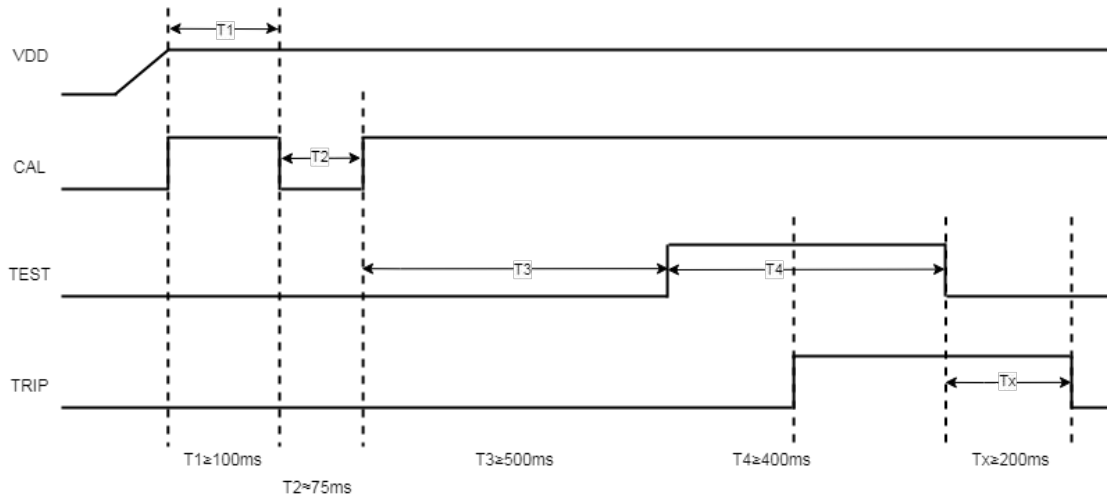 T1
VDD
CAL
T2
TEST
T3
T4
TRIP
Tx
T1≥100ms
T3≥500ms
T4≥400ms
Tx≥200ms
T2≈75ms